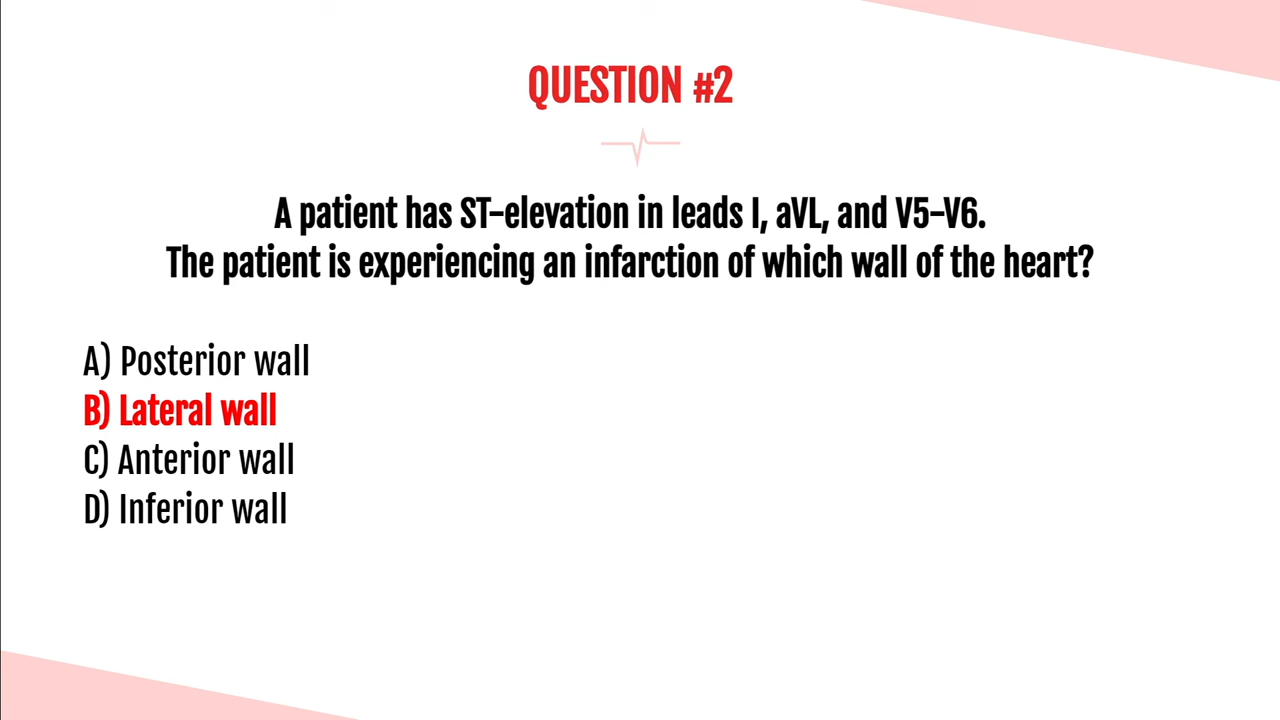 QUESTION #2
A patient has ST-elevation in leads I, aVL, and V5-V6.
The patient is experiencing an infarction of which wall of the heart?
A) Posterior wall
B) Lateral wall
C) Anterior wall
D) Inferior wall